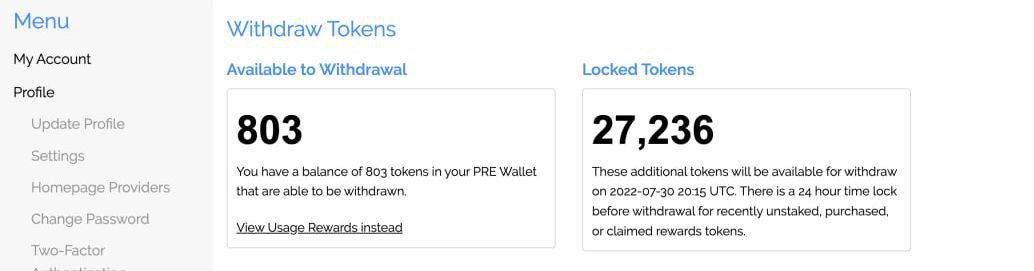 Menu
My Account
Profile
Update Profile
Settings
Homepage Providers
Change Password
Two-Factor
Authentication
Withdraw Tokens
Available to Withdrawal
803
You have a balance of 803 tokens in your PRE Wallet
that are able to be withdrawn.
View Usage Rewards instead
Locked Tokens
27,236
These additional tokens will be available for withdraw
on 2022-07-30 20:15 UTC. There is a 24 hour time lock
before withdrawal for recently unstaked, purchased,
or claimed rewards tokens.